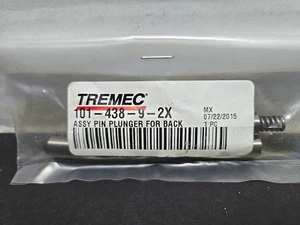 TREMEC
101-438-9-2X
MX
07/22/2015
ASSY PIN PLUNGER FOR BACK
1 PC